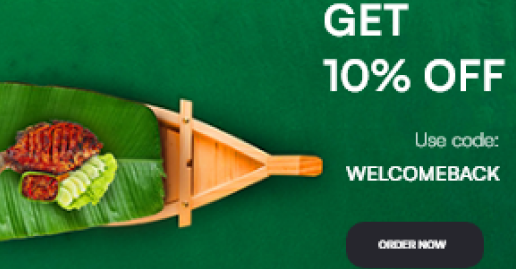 GET
10% OFF
Use code:
WELCOMEBACK
ORDER NOW